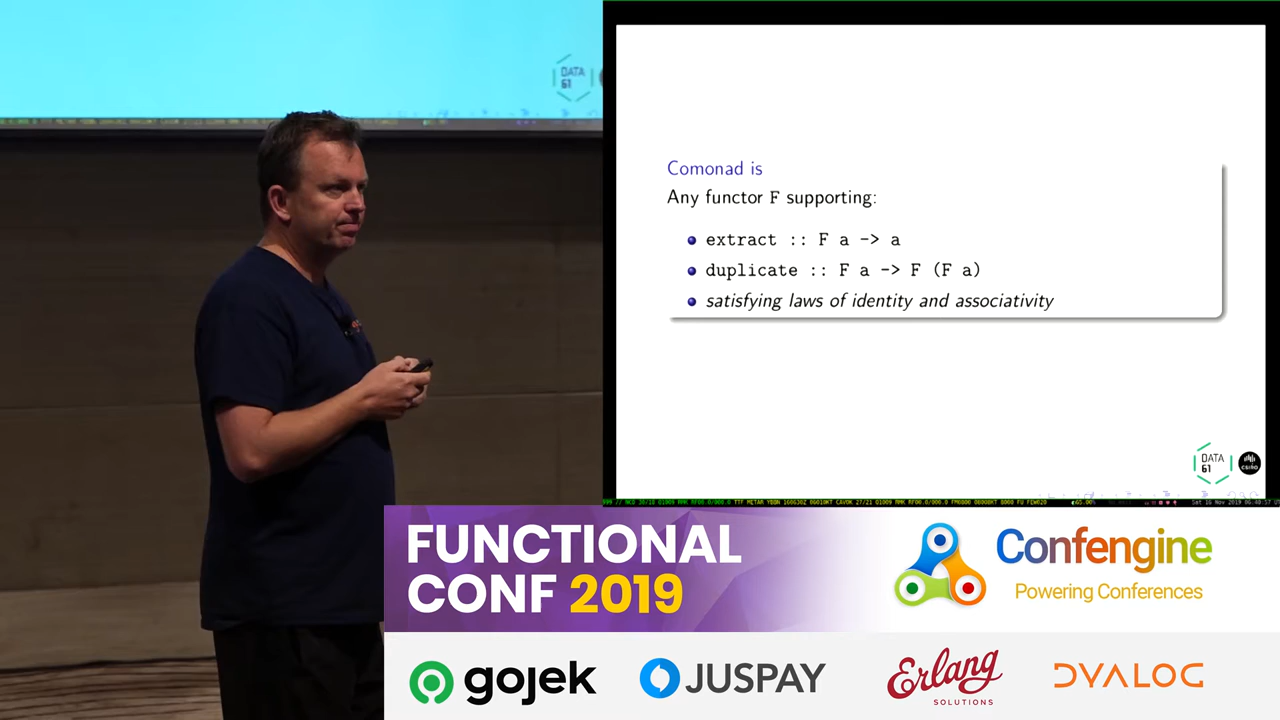 DATA
61
Comonad is
Any functor F supporting:
extract :: F a -> a
duplicate :: F a -> F (F a)
satisfying laws of identity and associativity
DATA
61
CSIRO
FUNCTIONAL
CONF 2019
Confengine
Powering Conferences
gojek
JUSPAY
Erlang
SOLUTIONS
DYALOG